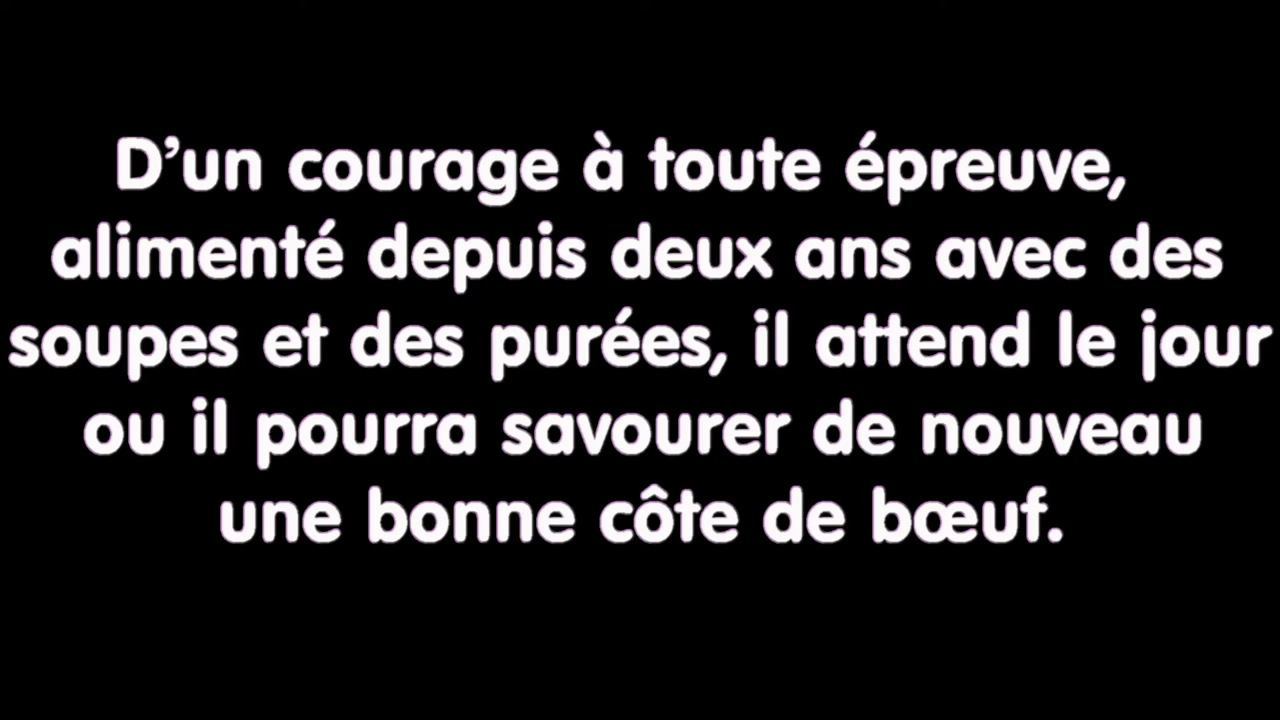 D’un courage à toute épreuve,
alimenté depuis deux ans avec des
soupes et des purées, il attend le jour
ou il pourra savourer de nouveau
une bonne côte de bœuf.